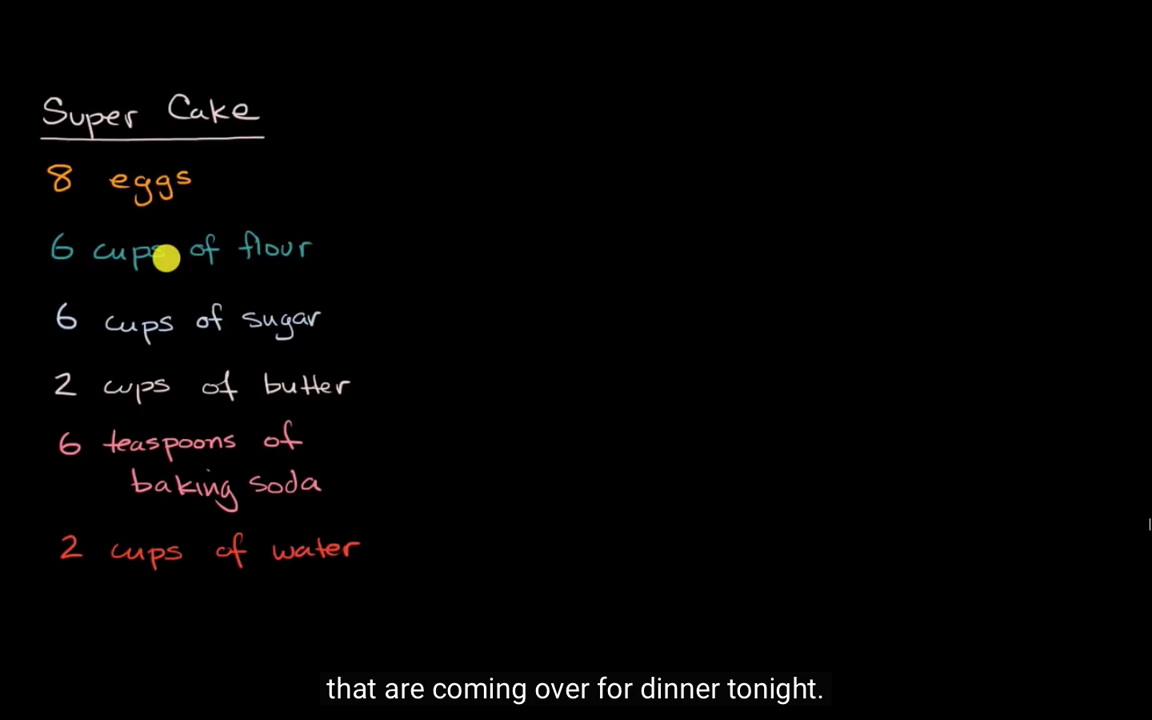 Super Cake
8 eggs
6 cups of flour
6 cups of sugar
2 cups of butter
6 teaspoons of
baking soda
2 cups of water
that are coming over for dinner tonight.